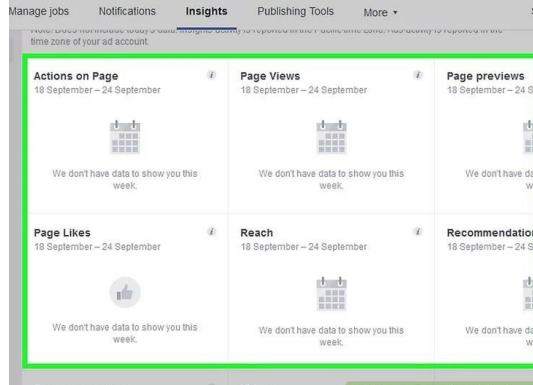 Manage jobs Notifications Insights Publishing Tools More
time zone of your ad account.
Actions on Page Page Views Page previews
18 September – 24 September 18 September – 24 September 18 September – 24 S
We don't have data to show you this We don't have data to show you this We don't have da
week. week. w
Page Likes Reach Recommendation
18 September – 24 September 18 September – 24 September 18 September – 24 S
We don't have data to show you this We don't have data to show you this We don't have da
week. week. w